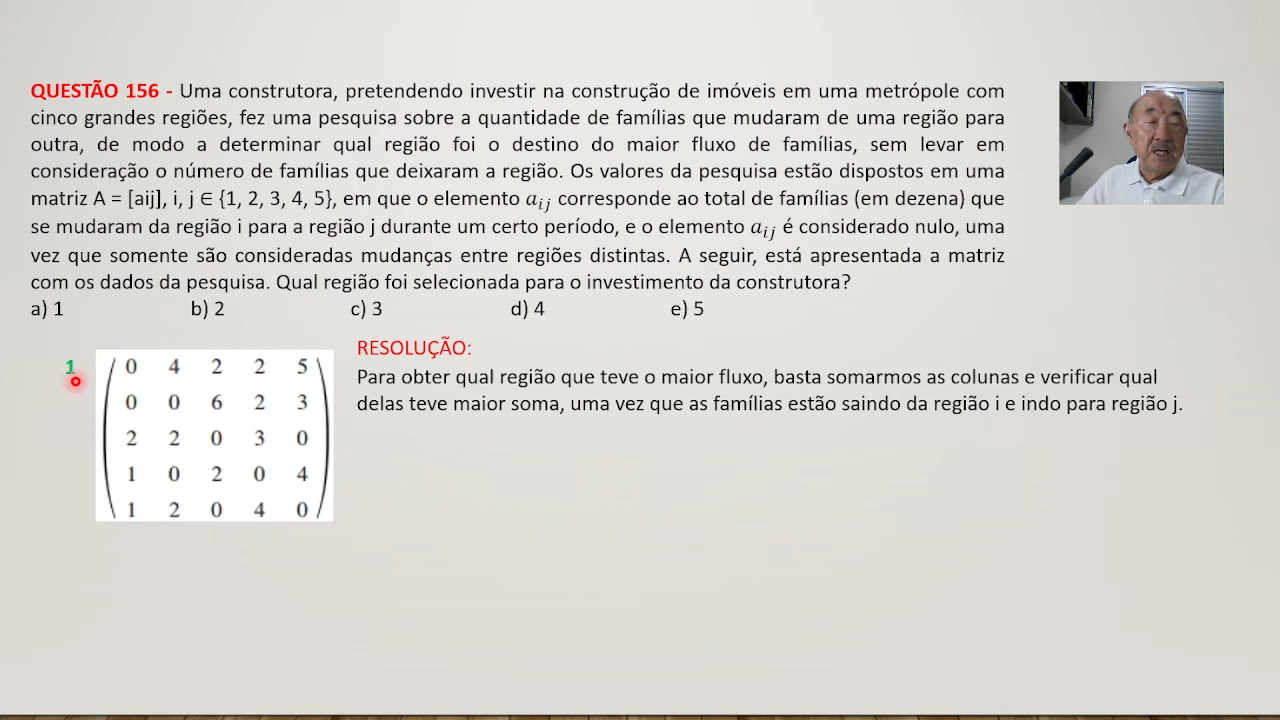 QUESTÃO 156 - Uma construtora, pretendendo investir na construção de imóveis em uma metrópole com
cinco grandes regiões, fez uma pesquisa sobre a quantidade de famílias que mudaram de uma região para
outra, de modo a determinar qual região foi o destino do maior fluxo de famílias, sem levar em
consideração o número de famílias que deixaram a região. Os valores da pesquisa estão dispostos em uma
matriz A = [aij], i, j ∈ {1, 2, 3, 4, 5}, em que o elemento aij corresponde ao total de famílias (em dezena) que
se mudaram da região i para a região j durante um certo período, e o elemento aij é considerado nulo, uma
vez que somente são consideradas mudanças entre regiões distintas. A seguir, está apresentada a matriz
com os dados da pesquisa. Qual região foi selecionada para o investimento da construtora?
a) 1 b) 2 c) 3 d) 4 e) 5
RESOLUÇÃO:
Para obter qual região que teve o maior fluxo, basta somarmos as colunas e verificar qual
delas teve maior soma, uma vez que as famílias estão saindo da região i e indo para região j.
1
0 4 2 2 5
0 0 6 2 3
2 2 0 3 0
1 0 2 0 4
1 2 0 4 0